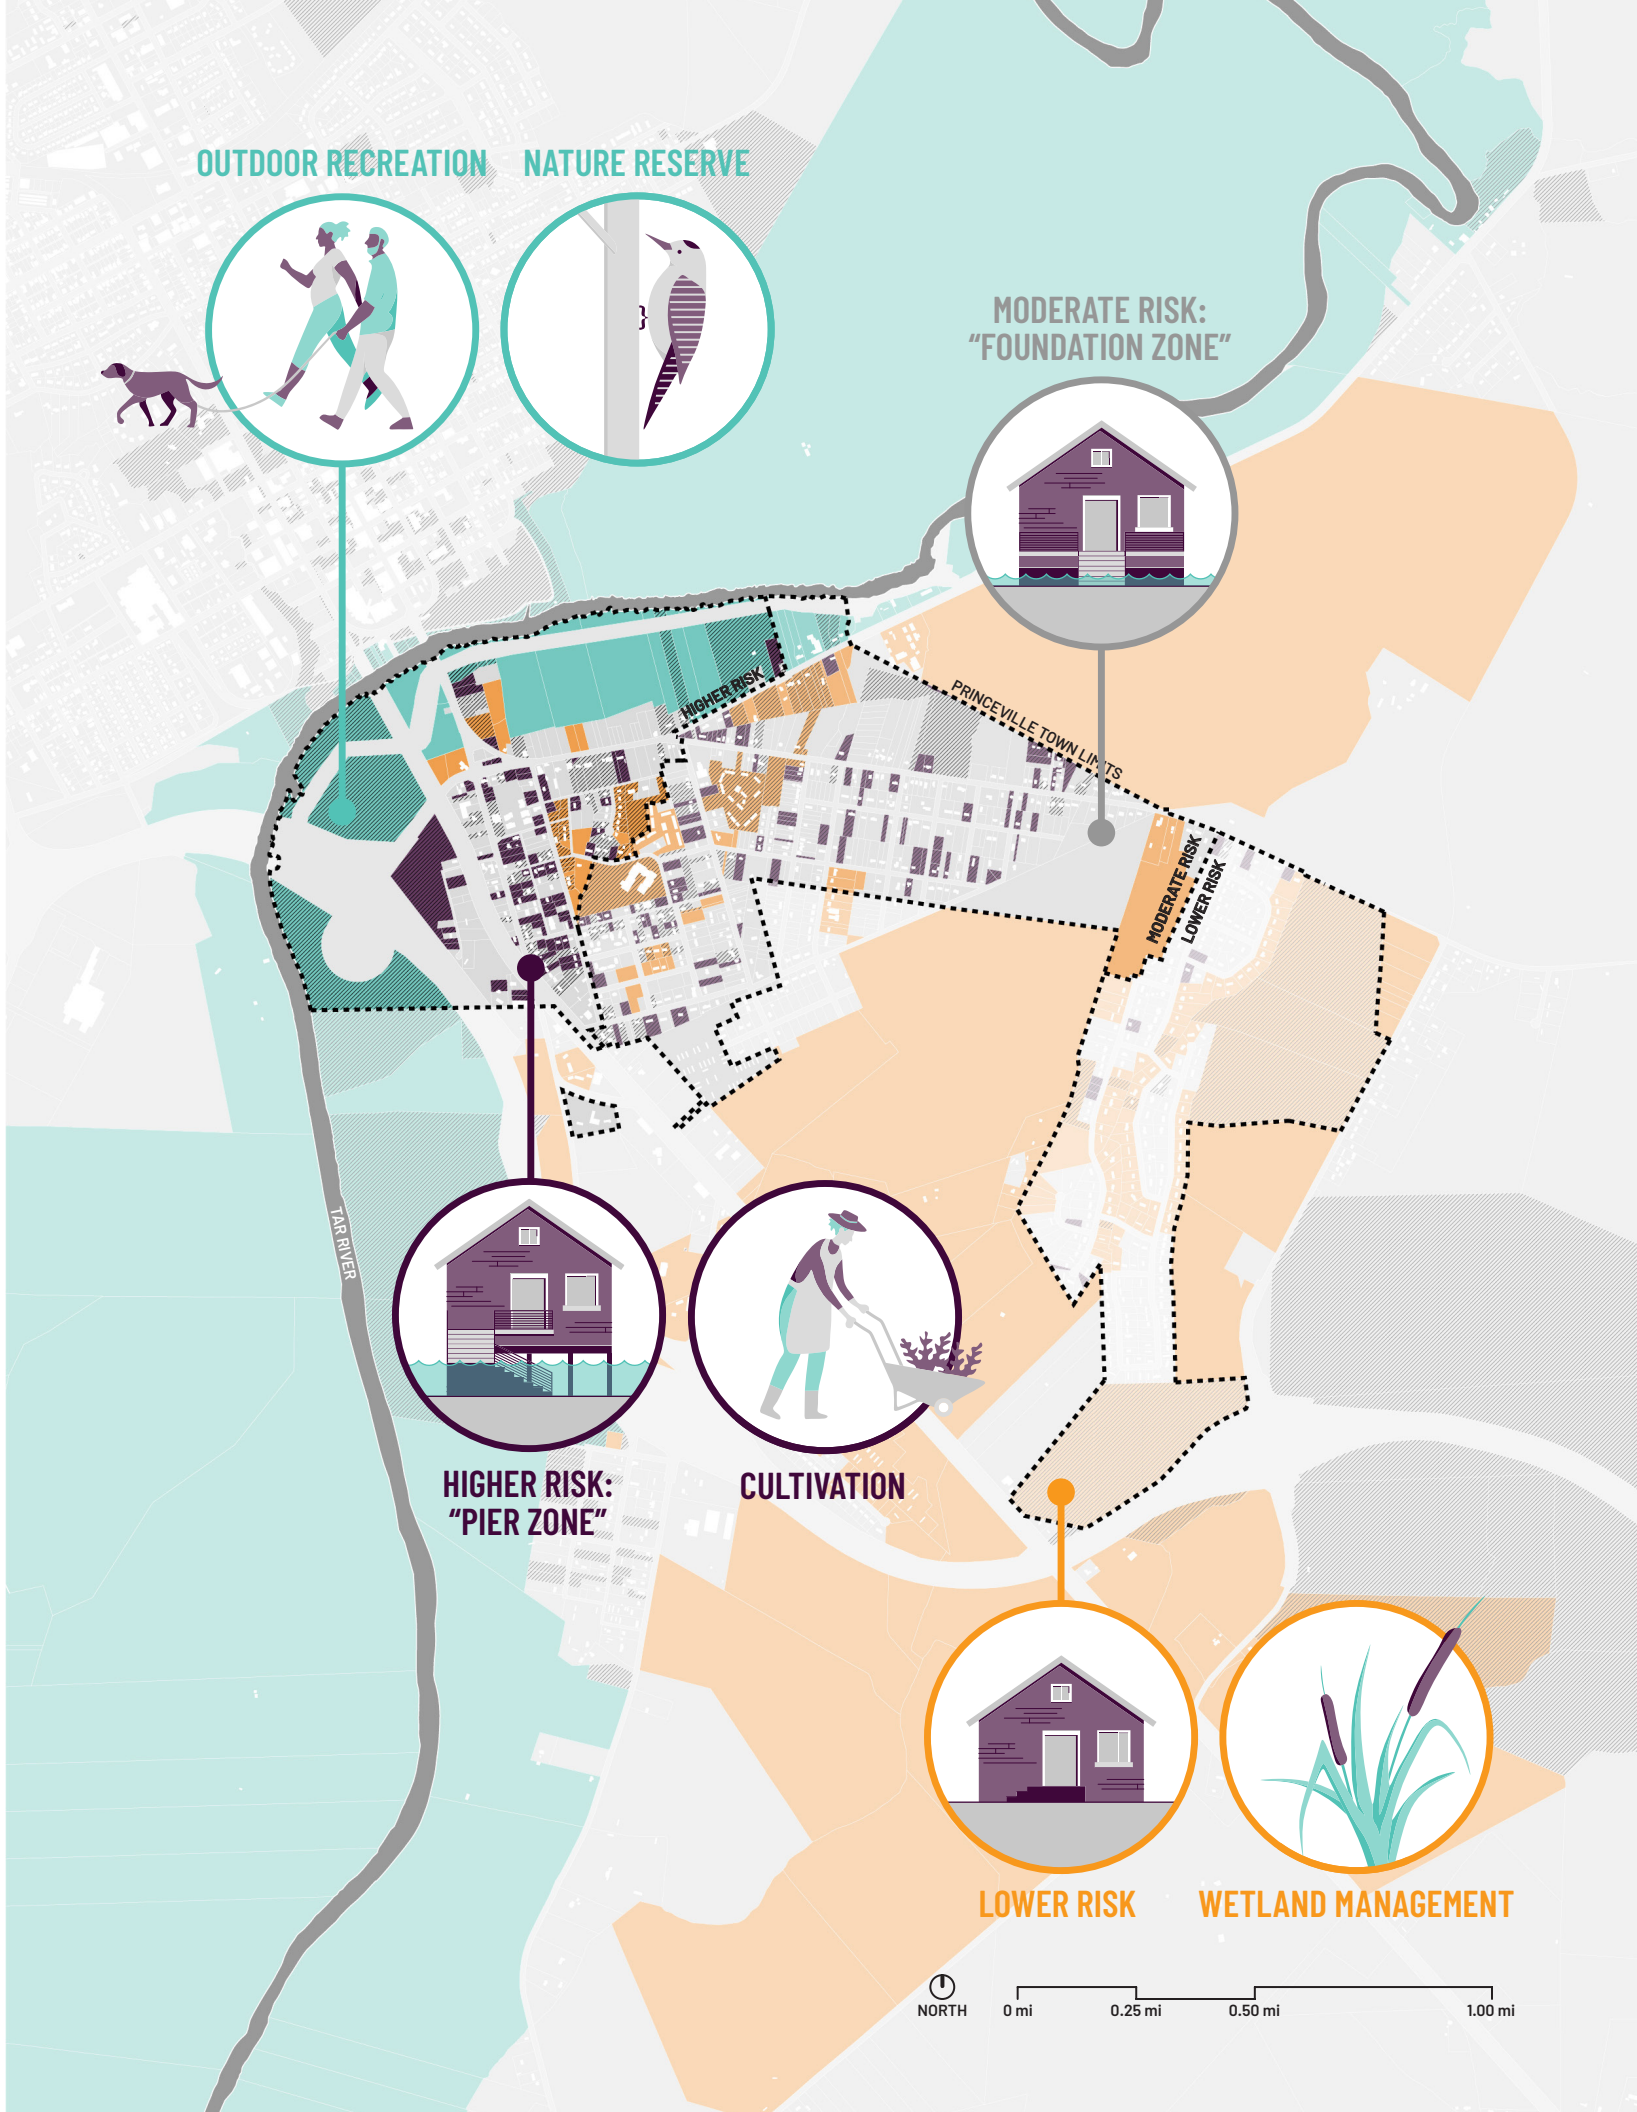 OUTDOOR RECREATION
NATURE RESERVE
MODERATE RISK:
“FOUNDATION ZONE”
HIGHER RISK
PRINCEVILLE TOWN LIMITS
MODERATE RISK
LOWER RISK
TAR RIVER
HIGHER RISK:
“PIER ZONE”
CULTIVATION
LOWER RISK
WETLAND MANAGEMENT
NORTH
0 mi
0.25 mi
0.50 mi
1.00 mi